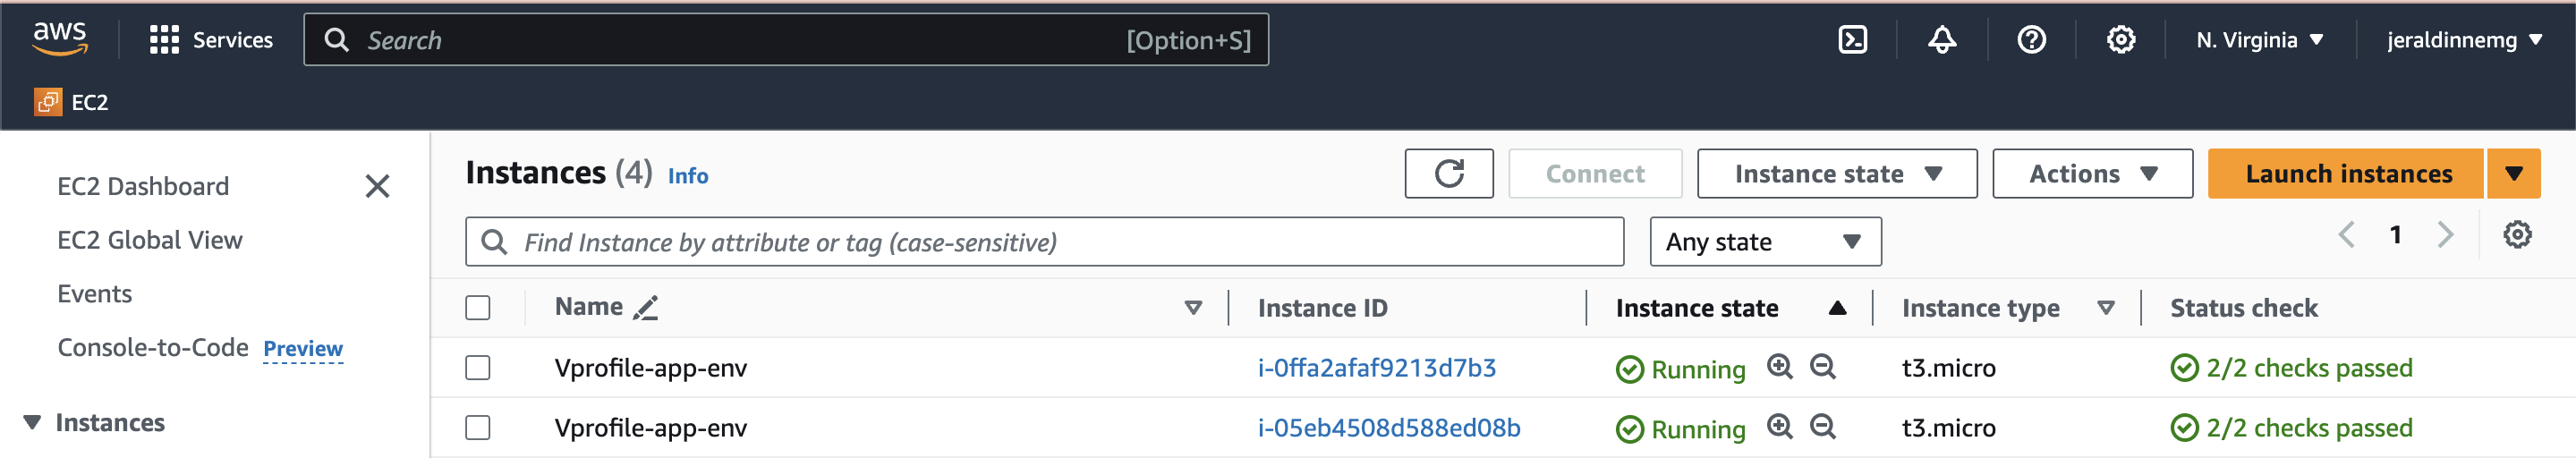 aws Services Search [Option+S] N. Virginia jeraldinnemg
EC2
EC2 Dashboard
EC2 Global View
Events
Console-to-Code Preview
Instances
Instances (4) Info Connect Instance state Actions Launch instances
Find Instance by attribute or tag (case-sensitive) Any state 1
Name Instance ID Instance state Instance type Status check
Vprofile-app-env i-0ffa2afaf9213d7b3 Running t3.micro 2/2 checks passed
Vprofile-app-env i-05eb4508d588ed08b Running t3.micro 2/2 checks passed